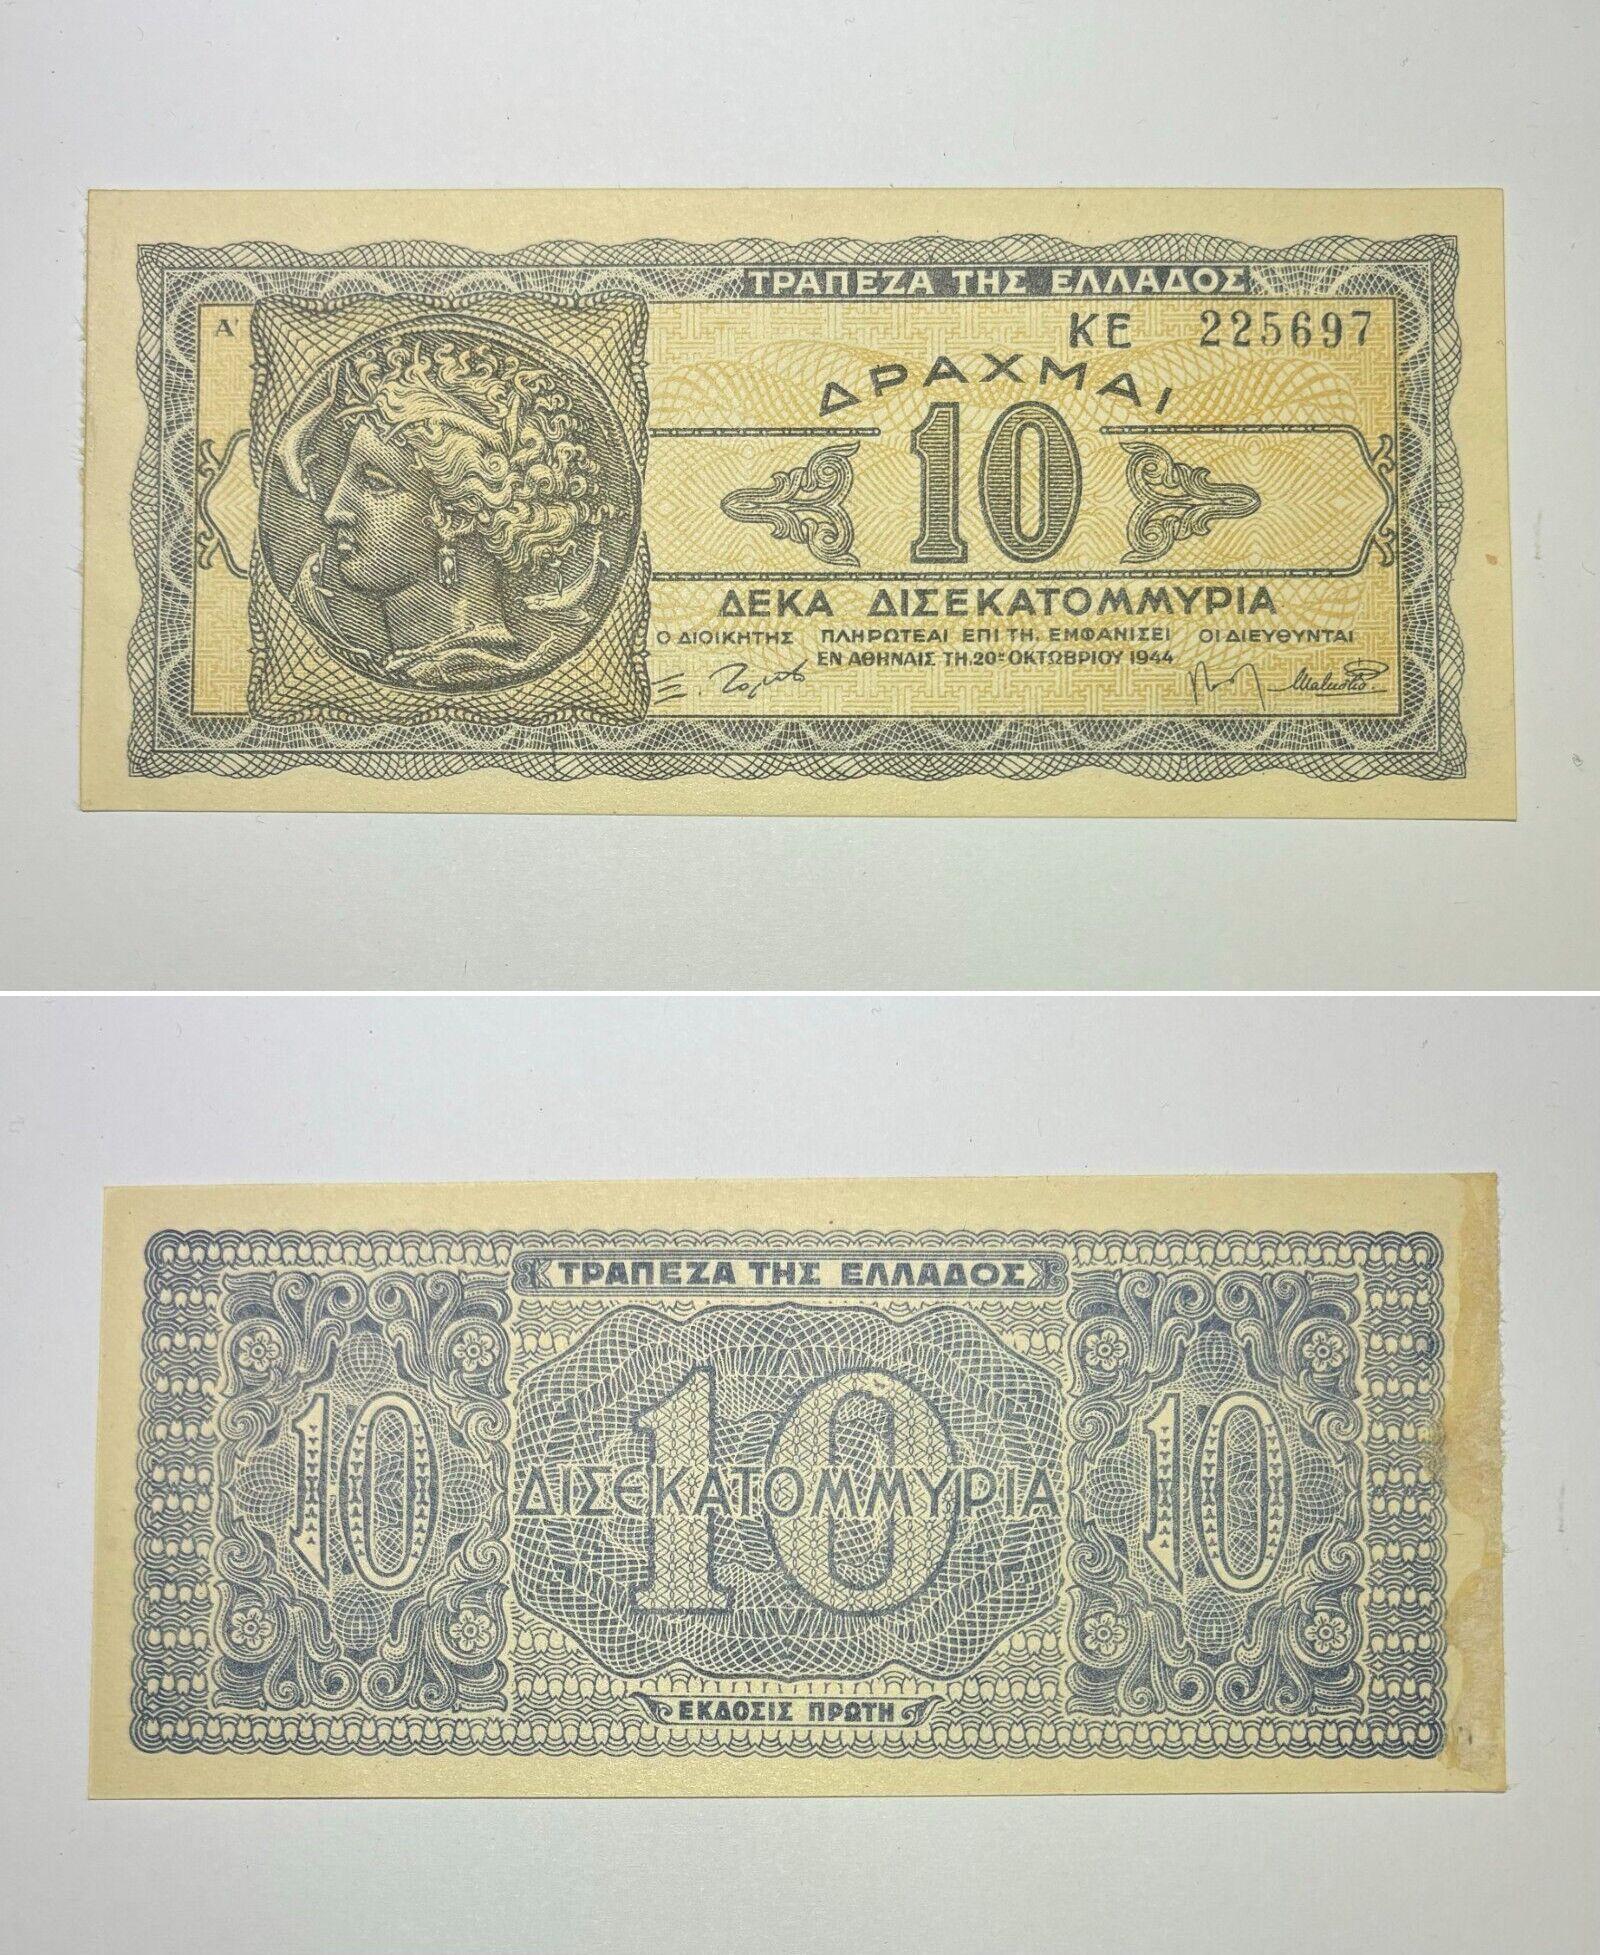 ΤΡΑΠΕΖΑ ΤΗΣ ΕΛΛΑΔΟΣ
Α'
ΚΕ 225697
ΔΡΑΧΜΑΙ
10
ΔΕΚΑ ΔΙΣΕΚΑΤΟΜΜΥΡΙΑ
Ο ΔΙΟΙΚΗΤΗΣ ΠΛΗΡΩΤΕΑΙ ΕΠΙ ΤΗ, ΕΜΦΑΝΙΣΕΙ ΟΙ ΔΙΕΥΘΥΝΤΑΙ
ΕΝ ΑΘΗΝΑΙΣ ΤΗ, 20ῌ ΟΚΤΩΒΡΙΟΥ 1944
ΤΡΑΠΕΖΑ ΤΗΣ ΕΛΛΑΔΟΣ
10 10 10
ΔΙΣΕΚΑΤΟΜΜΥΡΙΑ
ΕΚΔΟΣΙΣ ΠΡΩΤΗ